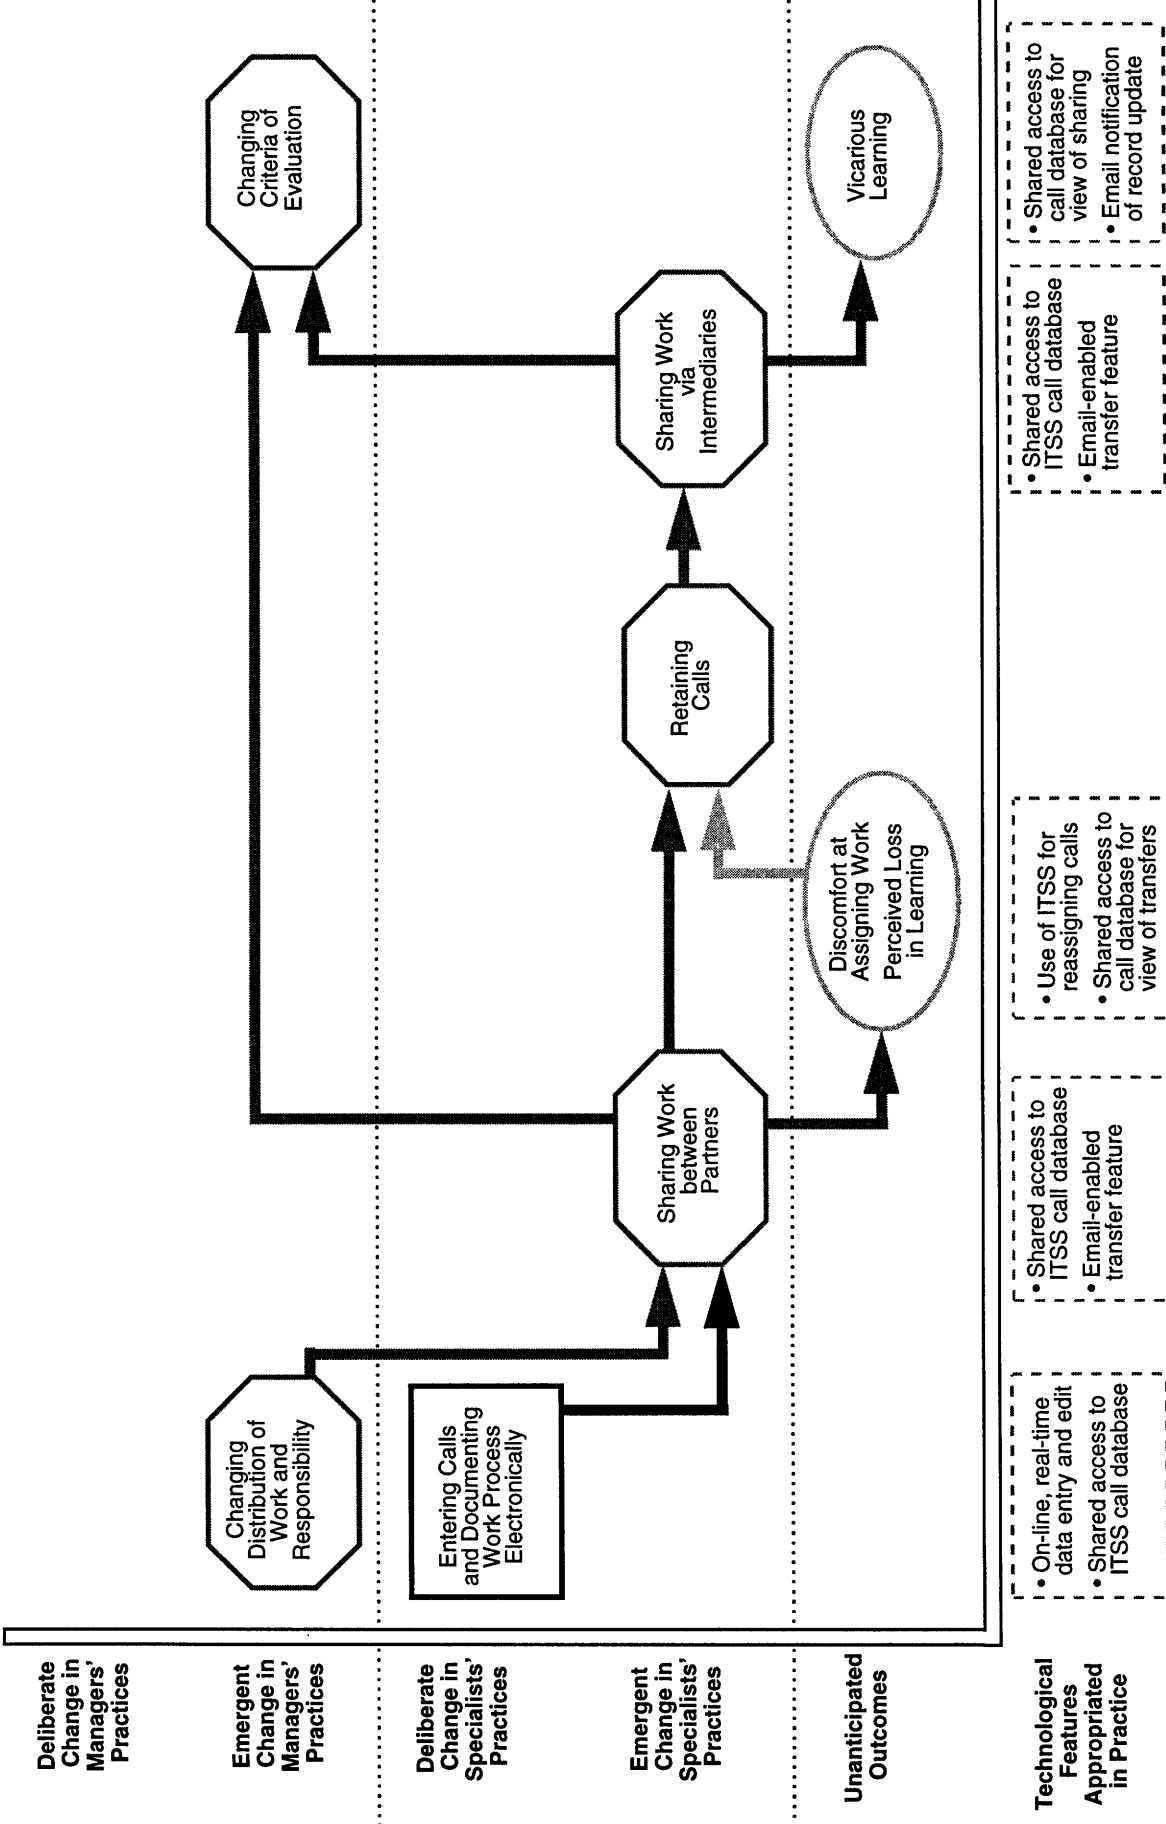 Deliberate
Change in
Managers'
Practices
Emergent
Change in
Managers'
Practices
Changing
Distribution of
Work and
Responsibility
Changing
Criteria of
Evaluation
Deliberate
Change in
Specialists'
Practices
Entering Calls
and Documenting
Work Process
Electronically
Emergent
Change in
Specialists'
Practices
Sharing Work
between
Partners
Retaining
Calls
Sharing Work
via
Intermediaries
Unanticipated
Outcomes
Discomfort at
Assigning Work
Perceived Loss
in Learning
Vicarious
Learning
Technological
Features
Appropriated
in Practice
• On-line, real-time
data entry and edit
• Shared access to
ITSS call database
• Shared access to
ITSS call database
• Email-enabled
transfer feature
• Use of ITSS for
reassigning calls
• Shared access to
call database for
view of transfers
• Shared access to
ITSS call database
• Email-enabled
transfer feature
• Shared access to
call database for
view of sharing
• Email notification
of record update